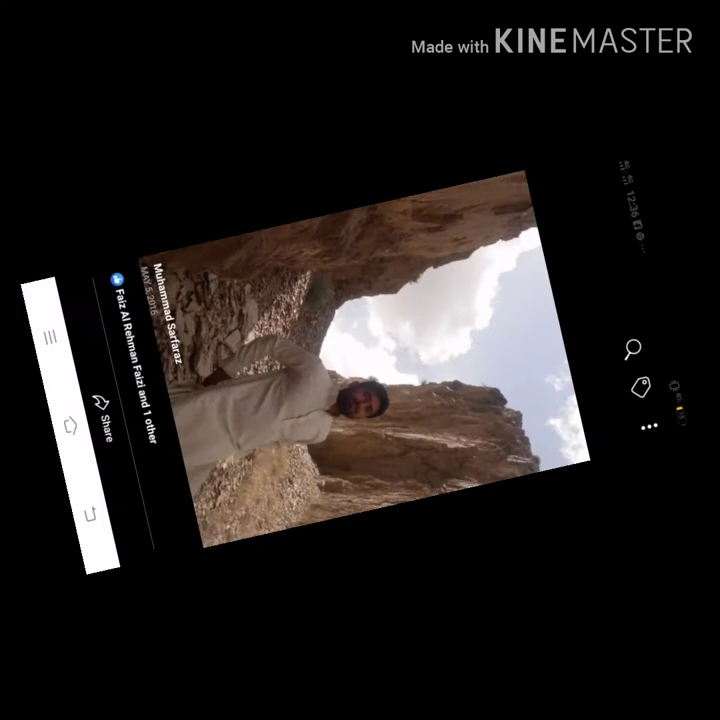 Made with KINEMASTER
12:36
Muhammad Sarfaraz
MAY 5, 2016
Faiz Al Rehman Faizi and 1 other
Share